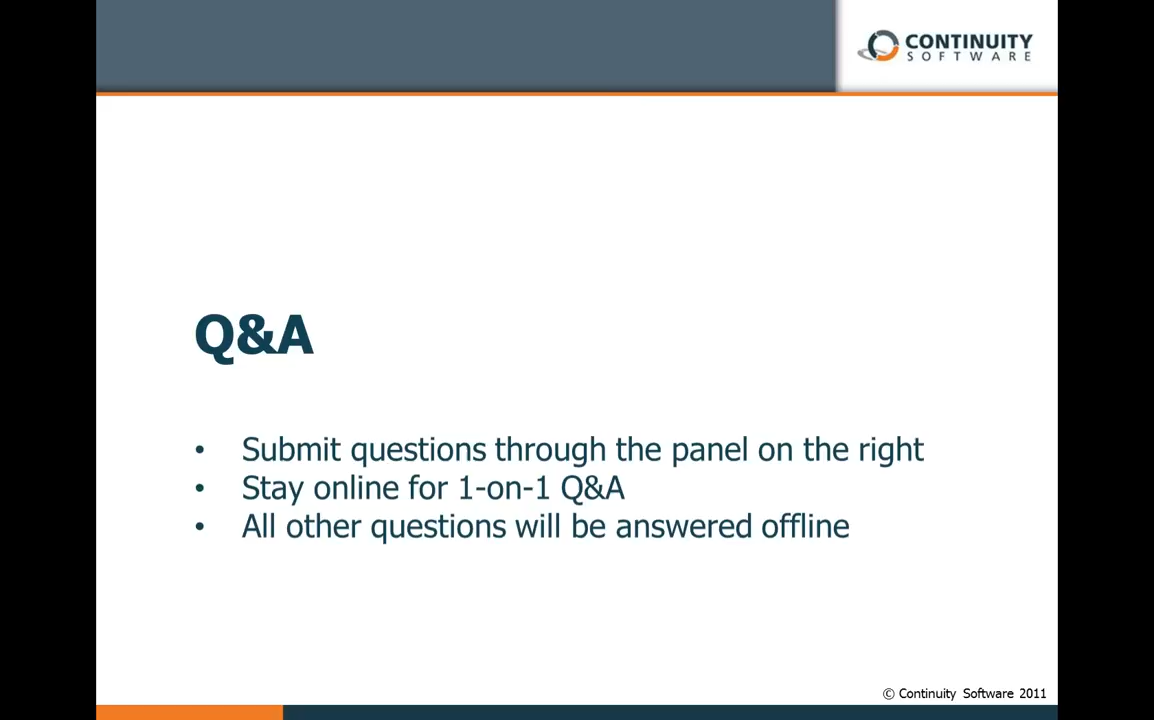 CONTINUITY
SOFTWARE
Q&A
• Submit questions through the panel on the right
• Stay online for 1-on-1 Q&A
• All other questions will be answered offline
© Continuity Software 2011